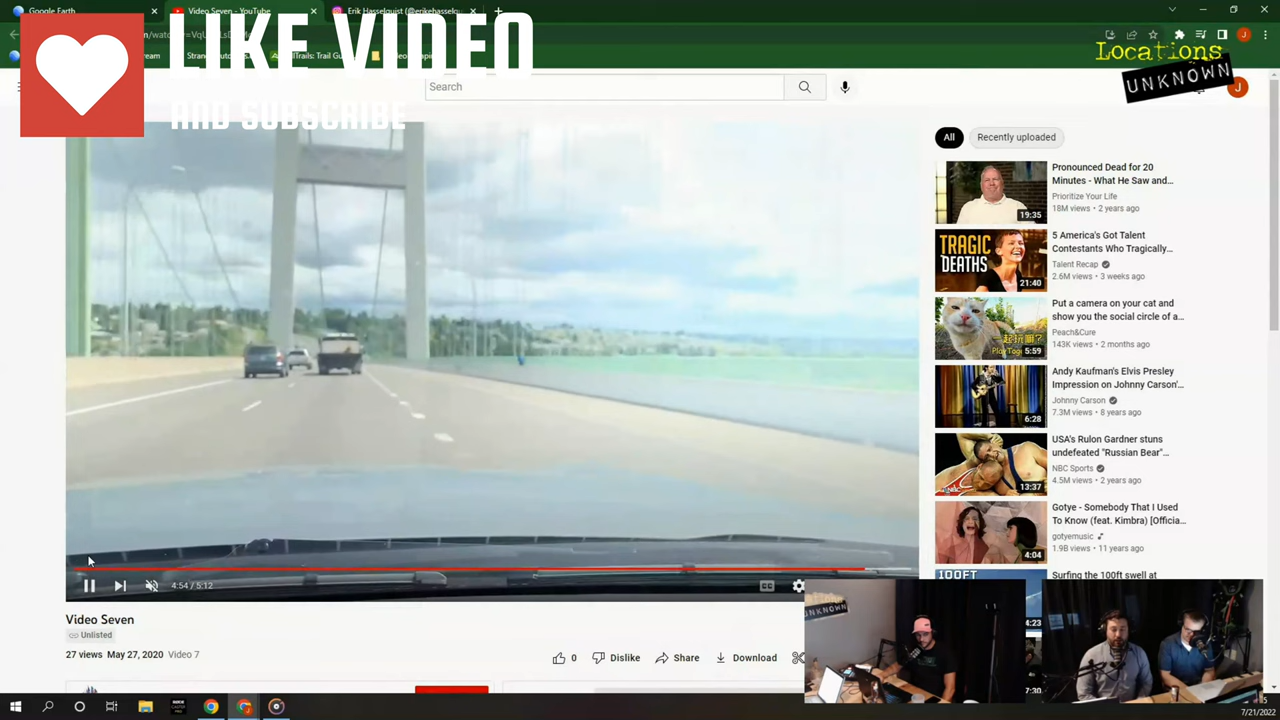 Google Earth
Video Seven - YouTube
Erik Hasselquist (@erikhasselq
LIKE VIDEO
AND SUBSCRIBE
Locations
UNKNOWN
Search
All
Recently uploaded
Pronounced Dead for 20
Minutes - What He Saw and...
Prioritize Your Life
18M views • 2 years ago
19:35
TRAGIC
DEATHS
21:40
5 America's Got Talent
Contestants Who Tragically...
Talent Recap
2.6M views • 3 weeks ago
Put a camera on your cat and
show you the social circle of a...
Peach&Cure
143K views • 2 months ago
5:59
Andy Kaufman's Elvis Presley
Impression on Johnny Carson'...
Johnny Carson
7.3M views • 8 years ago
6:28
USA's Rulon Gardner stuns
undefeated "Russian Bear"...
NBC Sports
4.5M views • 2 years ago
13:37
Gotye - Somebody That I Used
To Know (feat. Kimbra) [Officia...
gotyemusic
1.9B views • 11 years ago
4:04
100FT
Surfing the 100ft swell at
4:23
7:30
4:54 / 5:12
CC
Video Seven
Unlisted
27 views May 27, 2020 Video 7
0
Dislike
Share
Download
UNKNOWN
7/21/2022